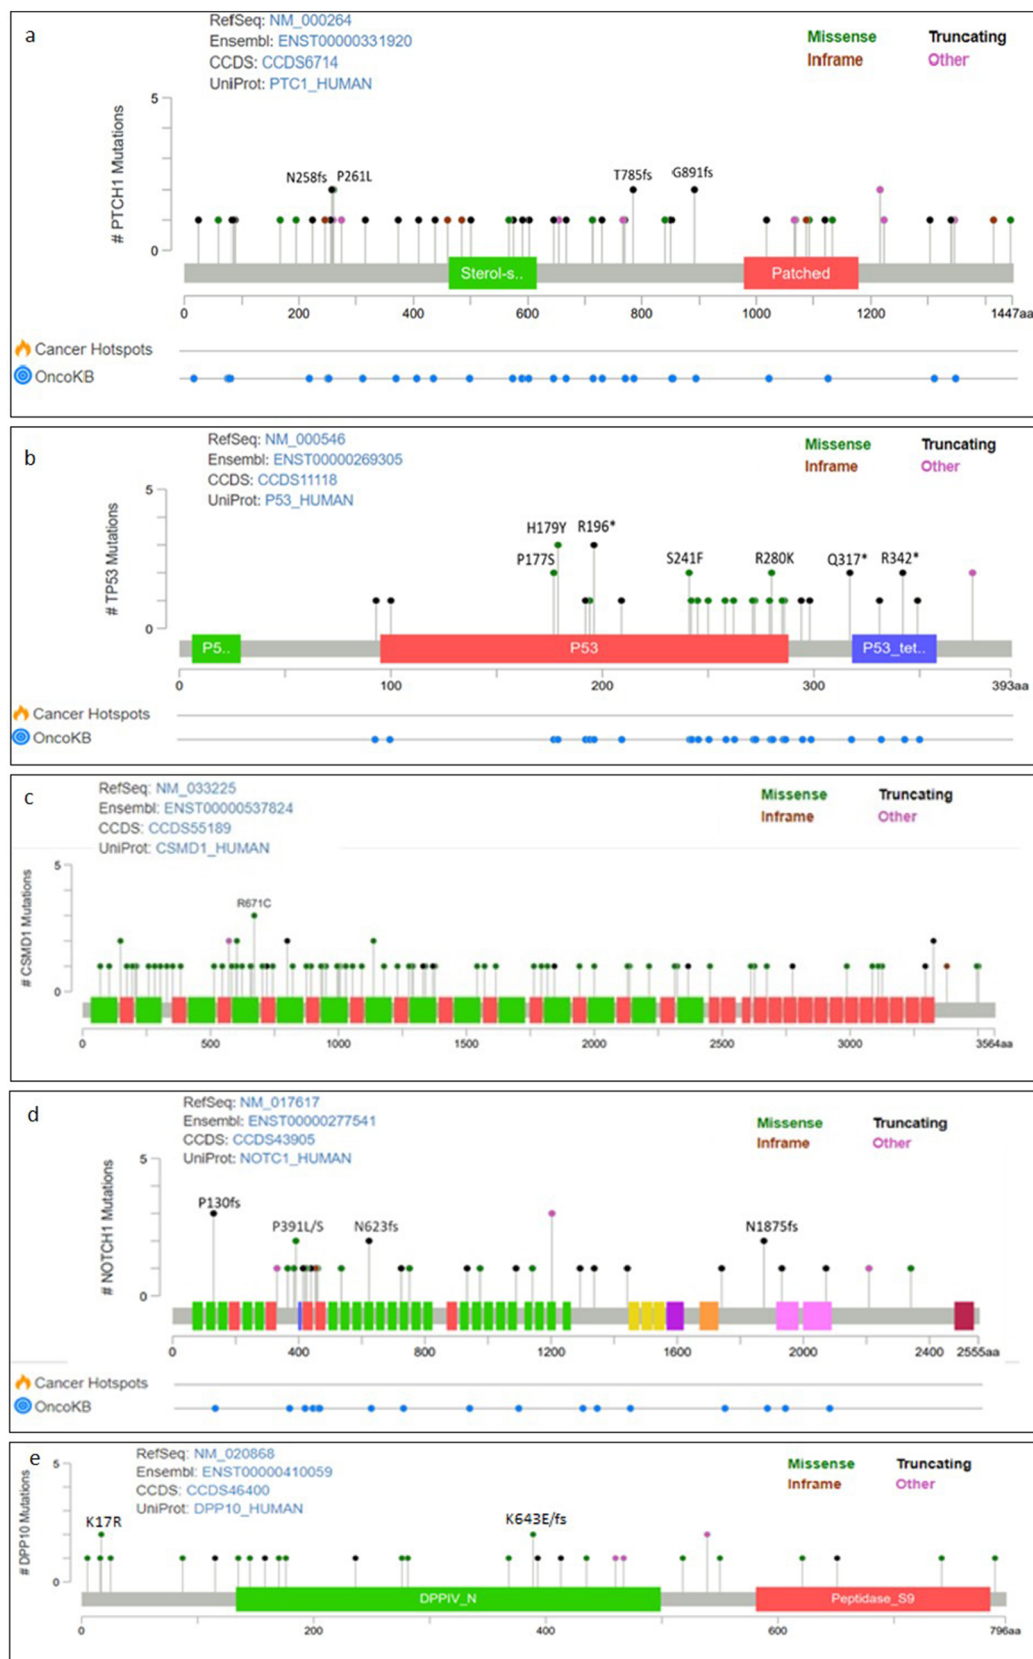 a
RefSeq: NM_000264
Ensembl: ENST00000331920
CCDS: CCDS6714
UniProt: PTC1_HUMAN
Missense Truncating
Inframe Other
# PTCH1 Mutations
5
0
N258fs P261L T785fs G891fs
Sterol-s.. Patched
0 200 400 600 800 1000 1200 1447aa
Cancer Hotspots
OncoKB
b
RefSeq: NM_000546
Ensembl: ENST00000269305
CCDS: CCDS11118
UniProt: P53_HUMAN
Missense Truncating
Inframe Other
# TP53 Mutations
5
0
H179Y R196*
P177S S241F R280K Q317* R342*
P5.. P53 P53_tet..
0 100 200 300 393aa
Cancer Hotspots
OncoKB
c
RefSeq: NM_033225
Ensembl: ENST00000537824
CCDS: CCDS55189
UniProt: CSMD1_HUMAN
Missense Truncating
Inframe Other
# CSMD1 Mutations
5
0
R671C
0 500 1000 1500 2000 2500 3000 3564aa
d
RefSeq: NM_017617
Ensembl: ENST00000277541
CCDS: CCDS43905
UniProt: NOTC1_HUMAN
Missense Truncating
Inframe Other
# NOTCH1 Mutations
5
0
P130fs
P391L/S N623fs N1875fs
0 400 800 1200 1600 2000 2400 2555aa
Cancer Hotspots
OncoKB
e
RefSeq: NM_020868
Ensembl: ENST00000410059
CCDS: CCDS46400
UniProt: DPP10_HUMAN
Missense Truncating
Inframe Other
# DPP10 Mutations
5
0
K17R K643E/fs
DPPIV_N Peptidase_S9
0 200 400 600 796aa